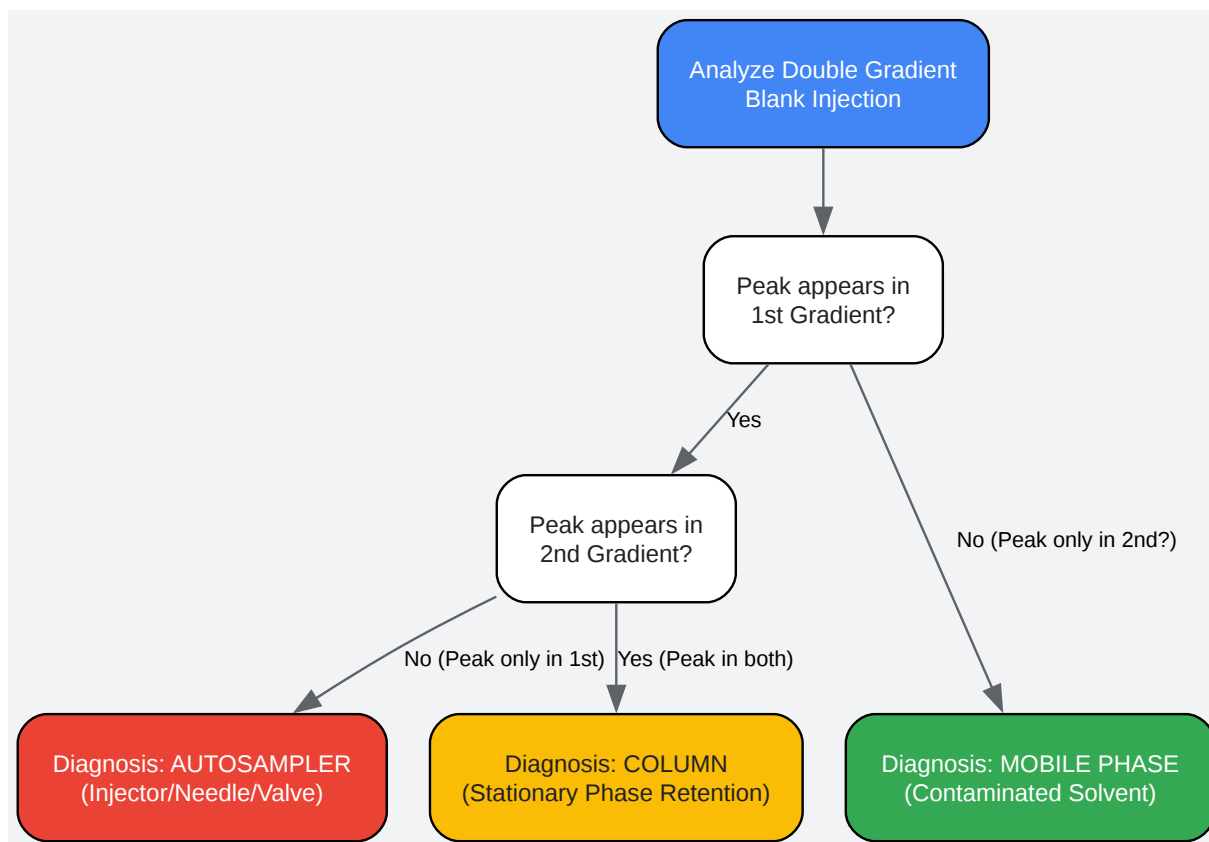 Analyze Double Gradient
Blank Injection
Peak appears in
1st Gradient?
Yes
Peak appears in
2nd Gradient?
No (Peak only in 2nd?)
No (Peak only in 1st)
Yes (Peak in both)
Diagnosis: AUTOSAMPLER
(Injector/Needle/Valve)
Diagnosis: COLUMN
(Stationary Phase Retention)
Diagnosis: MOBILE PHASE
(Contaminated Solvent)